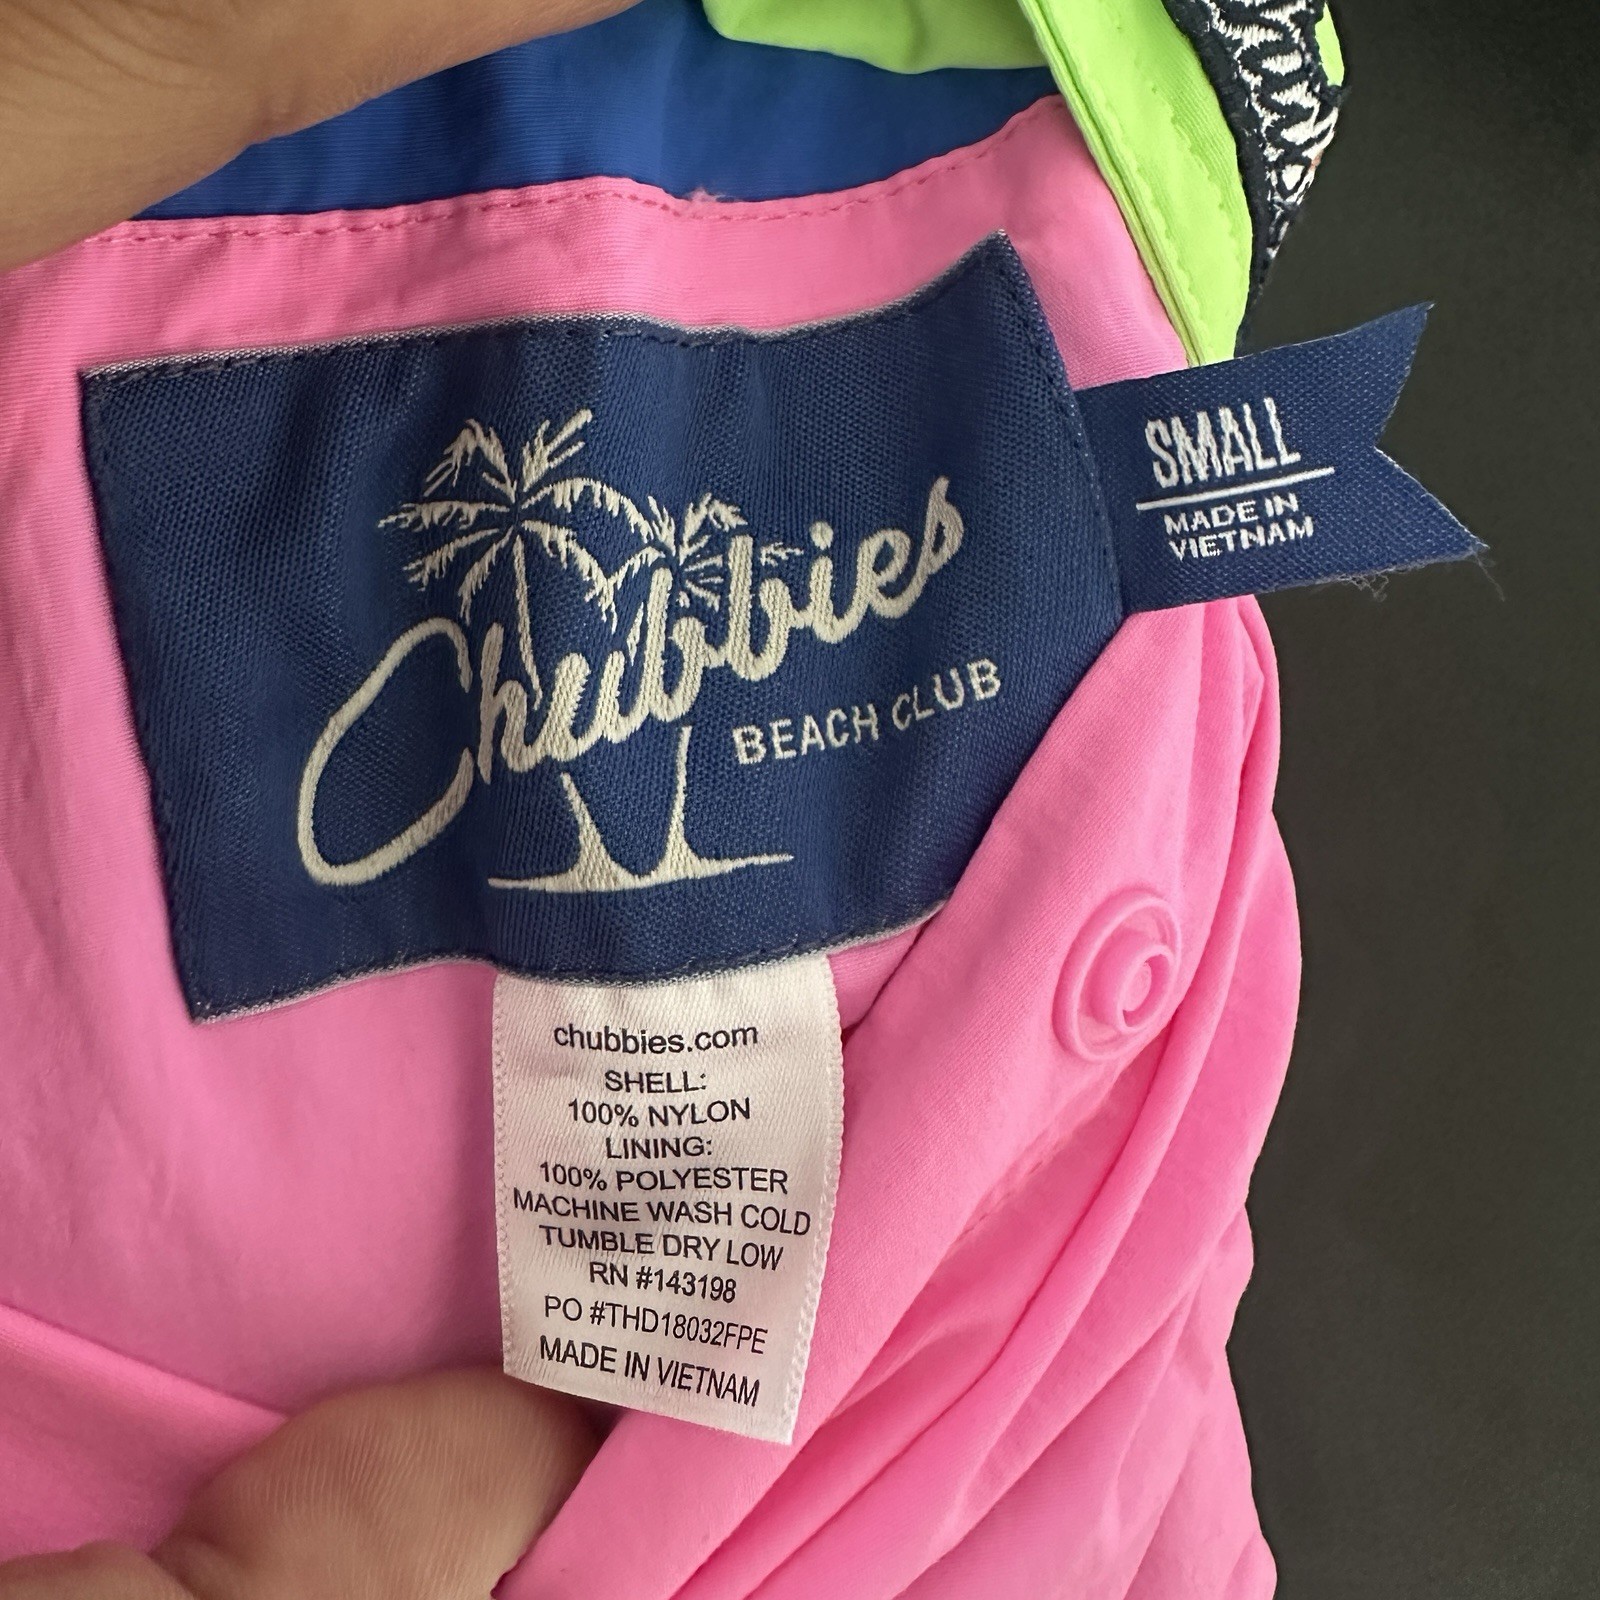 Chubbies
BEACH CLUB
SMALL
MADE IN
VIETNAM
chubbies.com
SHELL:
100% NYLON
LINING:
100% POLYESTER
MACHINE WASH COLD
TUMBLE DRY LOW
RN #143198
PO #THD18032FPE
MADE IN VIETNAM